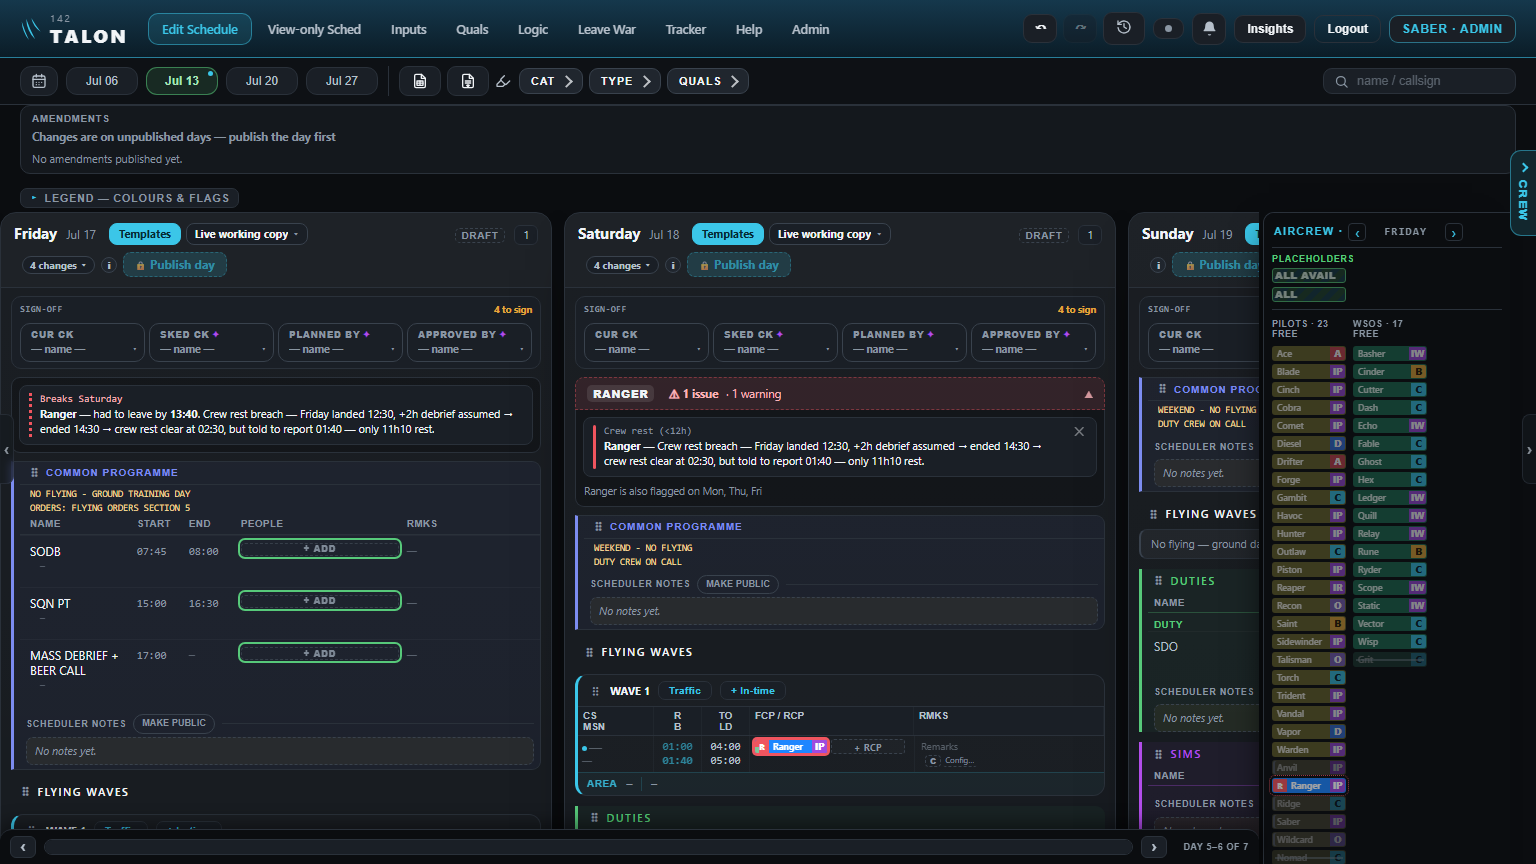 142
TALON
Edit Schedule
View-only Sched
Inputs
Quals
Logic
Leave War
Tracker
Help
Admin
Insights
Logout
SABER · ADMIN
Jul 06
Jul 13
Jul 20
Jul 27
CAT
TYPE
QUALS
name / callsign
AMENDMENTS
Changes are on unpublished days — publish the day first
No amendments published yet.
LEGEND — COLOURS & FLAGS
CREW
Friday Jul 17
Templates
Live working copy
DRAFT
1
4 changes
i
Publish day
SIGN-OFF
4 to sign
CUR CK
— name —
SKED CK
— name —
PLANNED BY
— name —
APPROVED BY
— name —
Breaks Saturday
Ranger — had to leave by 13:40. Crew rest breach — Friday landed 12:30, +2h debrief assumed →
ended 14:30 → crew rest clear at 02:30, but told to report 01:40 — only 11h10 rest.
COMMON PROGRAMME
NO FLYING - GROUND TRAINING DAY
ORDERS: FLYING ORDERS SECTION 5
NAME START END PEOPLE RMKS
SODB 07:45 08:00 + ADD —
—
SQN PT 15:00 16:30 + ADD —
—
MASS DEBRIEF + 17:00 — + ADD —
BEER CALL
—
SCHEDULER NOTES
MAKE PUBLIC
No notes yet.
FLYING WAVES
Saturday Jul 18
Templates
Live working copy
DRAFT
1
4 changes
i
Publish day
SIGN-OFF
4 to sign
CUR CK
— name —
SKED CK
— name —
PLANNED BY
— name —
APPROVED BY
— name —
RANGER
1 issue · 1 warning
Crew rest (<12h)
Ranger — Crew rest breach — Friday landed 12:30, +2h debrief assumed → ended 14:30 →
crew rest clear at 02:30, but told to report 01:40 — only 11h10 rest.
Ranger is also flagged on Mon, Thu, Fri
COMMON PROGRAMME
WEEKEND - NO FLYING
DUTY CREW ON CALL
SCHEDULER NOTES
MAKE PUBLIC
No notes yet.
FLYING WAVES
WAVE 1
Traffic
+ In-time
CS R TO FCP / RCP RMKS
MSN B LD
— 01:00 04:00 R Ranger IP + RCP Remarks
— 01:40 05:00 C Config...
AREA — —
DUTIES
Sunday Jul 19
i
Publish day
SIGN-OFF
CUR CK
— name —
COMMON PROG
WEEKEND - NO FLYING
DUTY CREW ON CALL
SCHEDULER NOTES
No notes yet.
FLYING WAVES
No flying — ground da
DUTIES
NAME
DUTY
SDO
SCHEDULER NOTES
No notes yet.
SIMS
NAME
SCHEDULER NOTES
AIRCREW ·
FRIDAY
PLACEHOLDERS
ALL AVAIL
ALL
PILOTS · 23
FREE
WSOS · 17
FREE
Ace A
Blade IP
Cinch IP
Cobra IP
Comet IP
Diesel D
Drifter A
Forge IP
Gambit C
Havoc IP
Hunter IP
Outlaw C
Piston IP
Reaper IR
Recon O
Saint B
Sidewinder IP
Talisman O
Torch C
Trident IP
Vandal IP
Vapor D
Warden IP
Anvil IP
R Ranger IP
Ridge C
Saber IP
Wildcard O
Nomad C
Basher IW
Cinder B
Cutter C
Dash C
Echo IW
Fable C
Ghost C
Hex C
Ledger IW
Quill IW
Relay IW
Rune B
Ryder C
Scope IW
Static IW
Vector C
Wisp C
Grit C
DAY 5–6 OF 7